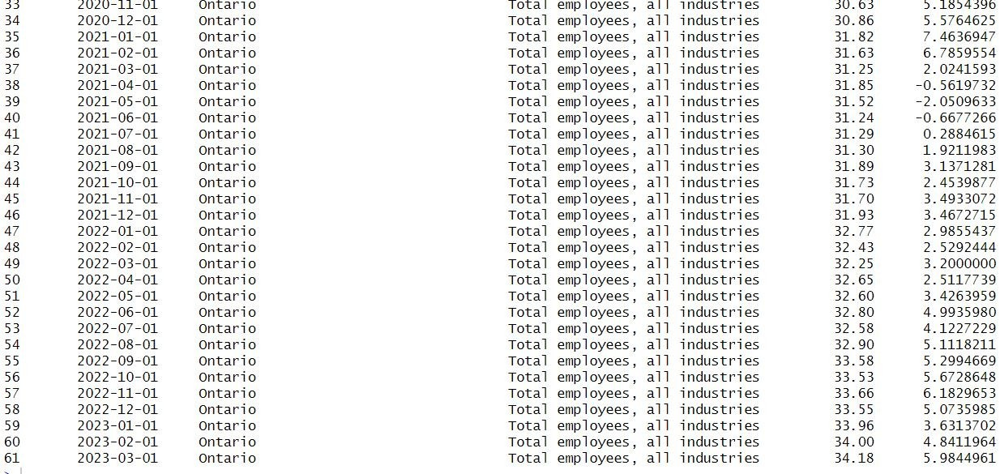 33 2020-11-01 Ontario Total employees, all industries 30.63 5.1854396
34 2020-12-01 Ontario Total employees, all industries 30.86 5.5764625
35 2021-01-01 Ontario Total employees, all industries 31.82 7.4636947
36 2021-02-01 Ontario Total employees, all industries 31.63 6.7859554
37 2021-03-01 Ontario Total employees, all industries 31.25 2.0241593
38 2021-04-01 Ontario Total employees, all industries 31.85 -0.5619732
39 2021-05-01 Ontario Total employees, all industries 31.52 -2.0509633
40 2021-06-01 Ontario Total employees, all industries 31.24 -0.6677266
41 2021-07-01 Ontario Total employees, all industries 31.29 0.2884615
42 2021-08-01 Ontario Total employees, all industries 31.30 1.9211983
43 2021-09-01 Ontario Total employees, all industries 31.89 3.1371281
44 2021-10-01 Ontario Total employees, all industries 31.73 2.4539877
45 2021-11-01 Ontario Total employees, all industries 31.70 3.4933072
46 2021-12-01 Ontario Total employees, all industries 31.93 3.4672715
47 2022-01-01 Ontario Total employees, all industries 32.77 2.9855437
48 2022-02-01 Ontario Total employees, all industries 32.43 2.5292444
49 2022-03-01 Ontario Total employees, all industries 32.25 3.2000000
50 2022-04-01 Ontario Total employees, all industries 32.65 2.5117739
51 2022-05-01 Ontario Total employees, all industries 32.60 3.4263959
52 2022-06-01 Ontario Total employees, all industries 32.80 4.9935980
53 2022-07-01 Ontario Total employees, all industries 32.58 4.1227229
54 2022-08-01 Ontario Total employees, all industries 32.90 5.1118211
55 2022-09-01 Ontario Total employees, all industries 33.58 5.2994669
56 2022-10-01 Ontario Total employees, all industries 33.53 5.6728648
57 2022-11-01 Ontario Total employees, all industries 33.66 6.1829653
58 2022-12-01 Ontario Total employees, all industries 33.55 5.0735985
59 2023-01-01 Ontario Total employees, all industries 33.96 3.6313702
60 2023-02-01 Ontario Total employees, all industries 34.00 4.8411964
61 2023-03-01 Ontario Total employees, all industries 34.18 5.9844961